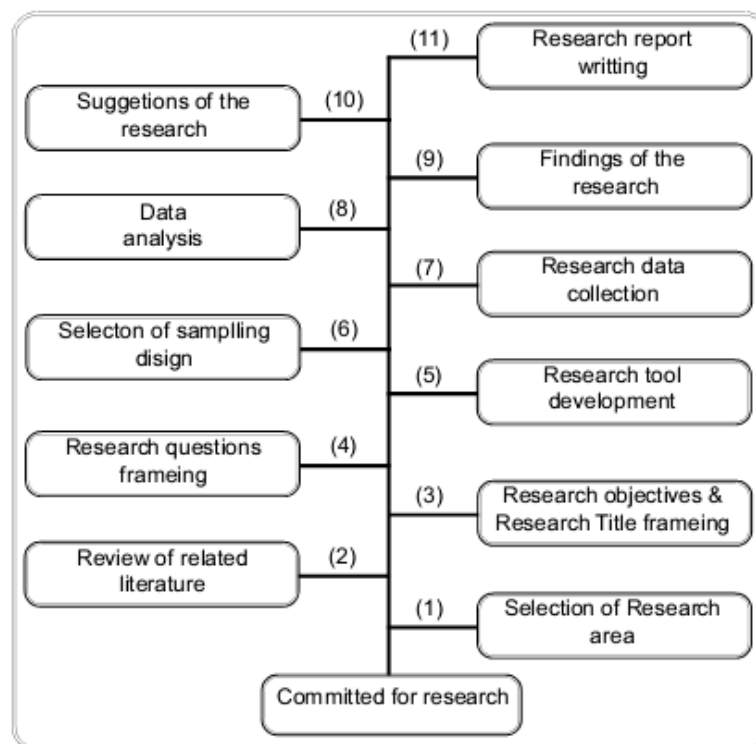 (11)
Research report
writting
Suggetions of the
research
(10)
(9)
Findings of the
research
Data
analysis
(8)
(7)
Research data
collection
Selecton of samplling
disign
(6)
(5)
Research tool
development
Research questions
frameing
(4)
(3)
Research objectives &
Research Title frameing
Review of related
literature
(2)
(1)
Selection of Research
area
Committed for research